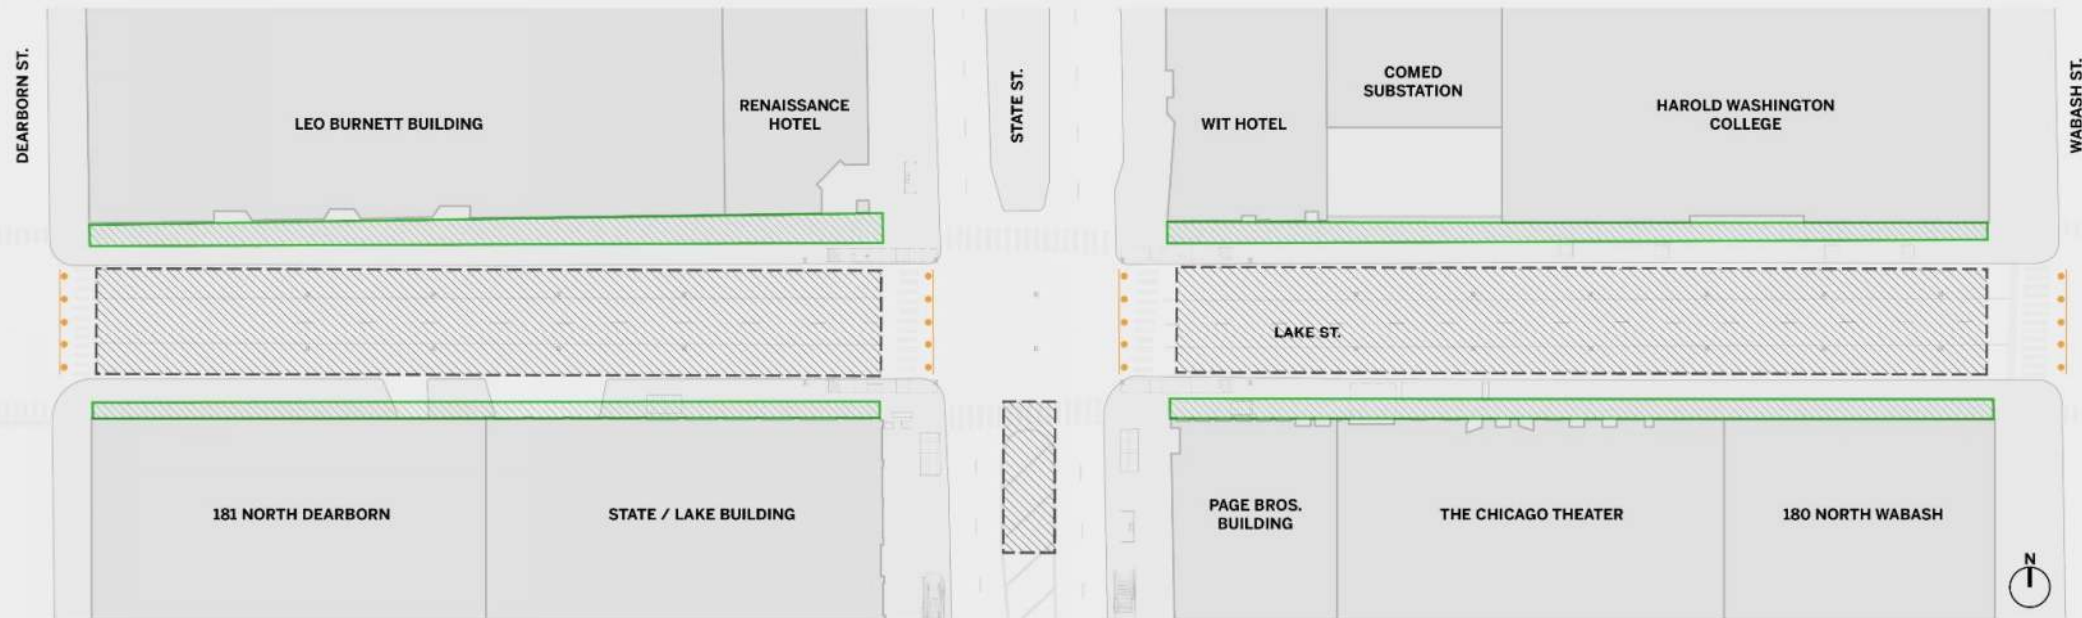 DEARBORN ST.
LEO BURNETT BUILDING
RENAISSANCE
HOTEL
STATE ST.
WIT HOTEL
COMED
SUBSTATION
HAROLD WASHINGTON
COLLEGE
WABASH ST.
LAKE ST.
181 NORTH DEARBORN
STATE / LAKE BUILDING
PAGE BROS.
BUILDING
THE CHICAGO THEATER
180 NORTH WABASH
N